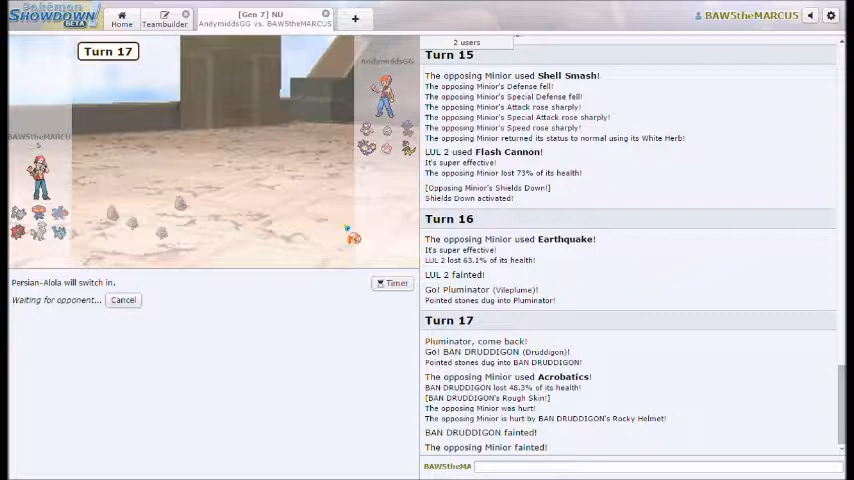 Pokémon
SHOWDOWN!
BETA
Home
Teambuilder
[Gen 7] NU
AndymiddsGG vs. BAW5theMARCUS
+
BAW5theMARCUS
Turn 17
AndymiddsGG
BAW5theMARCU
S
Persian-Alola will switch in.
Waiting for opponent...
Cancel
Timer
2 users
Turn 15
The opposing Minior used Shell Smash!
The opposing Minior's Defense fell!
The opposing Minior's Special Defense fell!
The opposing Minior's Attack rose sharply!
The opposing Minior's Special Attack rose sharply!
The opposing Minior's Speed rose sharply!
The opposing Minior returned its status to normal using its White Herb!
LUL 2 used Flash Cannon!
It's super effective!
The opposing Minior lost 73% of its health!
[Opposing Minior's Shields Down!]
Shields Down activated!
Turn 16
The opposing Minior used Earthquake!
It's super effective!
LUL 2 lost 63.1% of its health!
LUL 2 fainted!
Go! Pluminator (Vileplume)!
Pointed stones dug into Pluminator!
Turn 17
Pluminator, come back!
Go! BAN DRUDDIGON (Druddigon)!
Pointed stones dug into BAN DRUDDIGON!
The opposing Minior used Acrobatics!
BAN DRUDDIGON lost 48.3% of its health!
[BAN DRUDDIGON's Rough Skin!]
The opposing Minior was hurt!
The opposing Minior is hurt by BAN DRUDDIGON's Rocky Helmet!
BAN DRUDDIGON fainted!
The opposing Minior fainted!
BAW5theMA